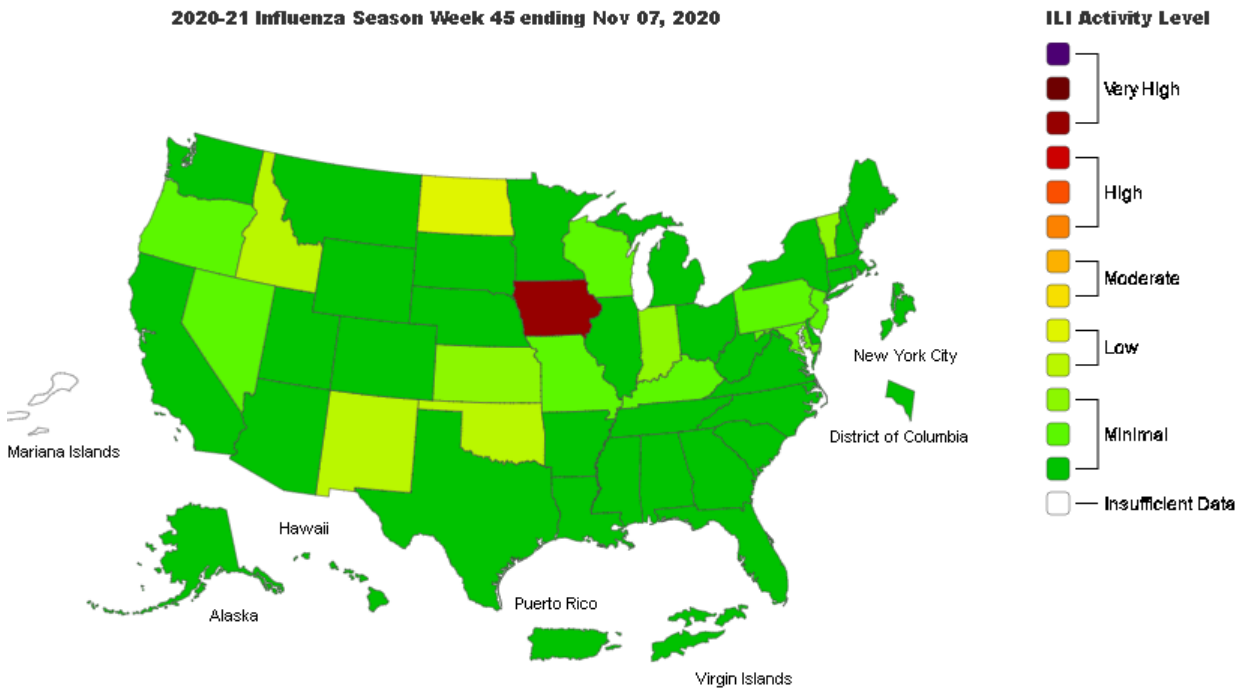 2020-21 Influenza Season Week 45 ending Nov 07, 2020
ILI Activity Level
Very High
High
Moderate
Low
Minimal
Insufficient Data
New York City
District of Columbia
Mariana Islands
Hawaii
Alaska
Puerto Rico
Virgin Islands